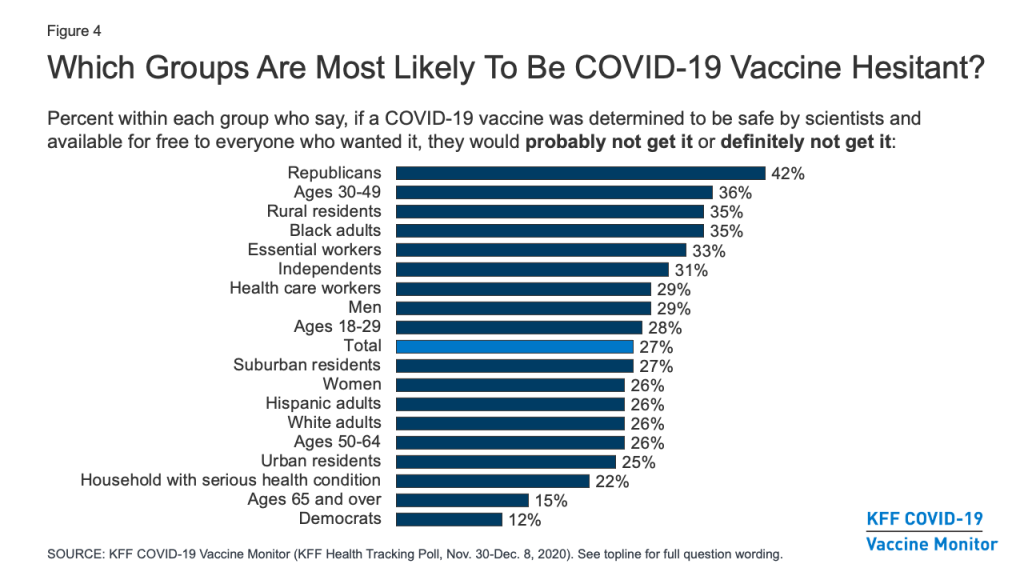 Figure 4
Which Groups Are Most Likely To Be COVID-19 Vaccine Hesitant?
Percent within each group who say, if a COVID-19 vaccine was determined to be safe by scientists and
available for free to everyone who wanted it, they would probably not get it or definitely not get it:
Republicans 42%
Ages 30-49 36%
Rural residents 35%
Black adults 35%
Essential workers 33%
Independents 31%
Health care workers 29%
Men 29%
Ages 18-29 28%
Total 27%
Suburban residents 27%
Women 26%
Hispanic adults 26%
White adults 26%
Ages 50-64 26%
Urban residents 25%
Household with serious health condition 22%
Ages 65 and over 15%
Democrats 12%
KFF COVID-19
Vaccine Monitor
SOURCE: KFF COVID-19 Vaccine Monitor (KFF Health Tracking Poll, Nov. 30-Dec. 8, 2020). See topline for full question wording.